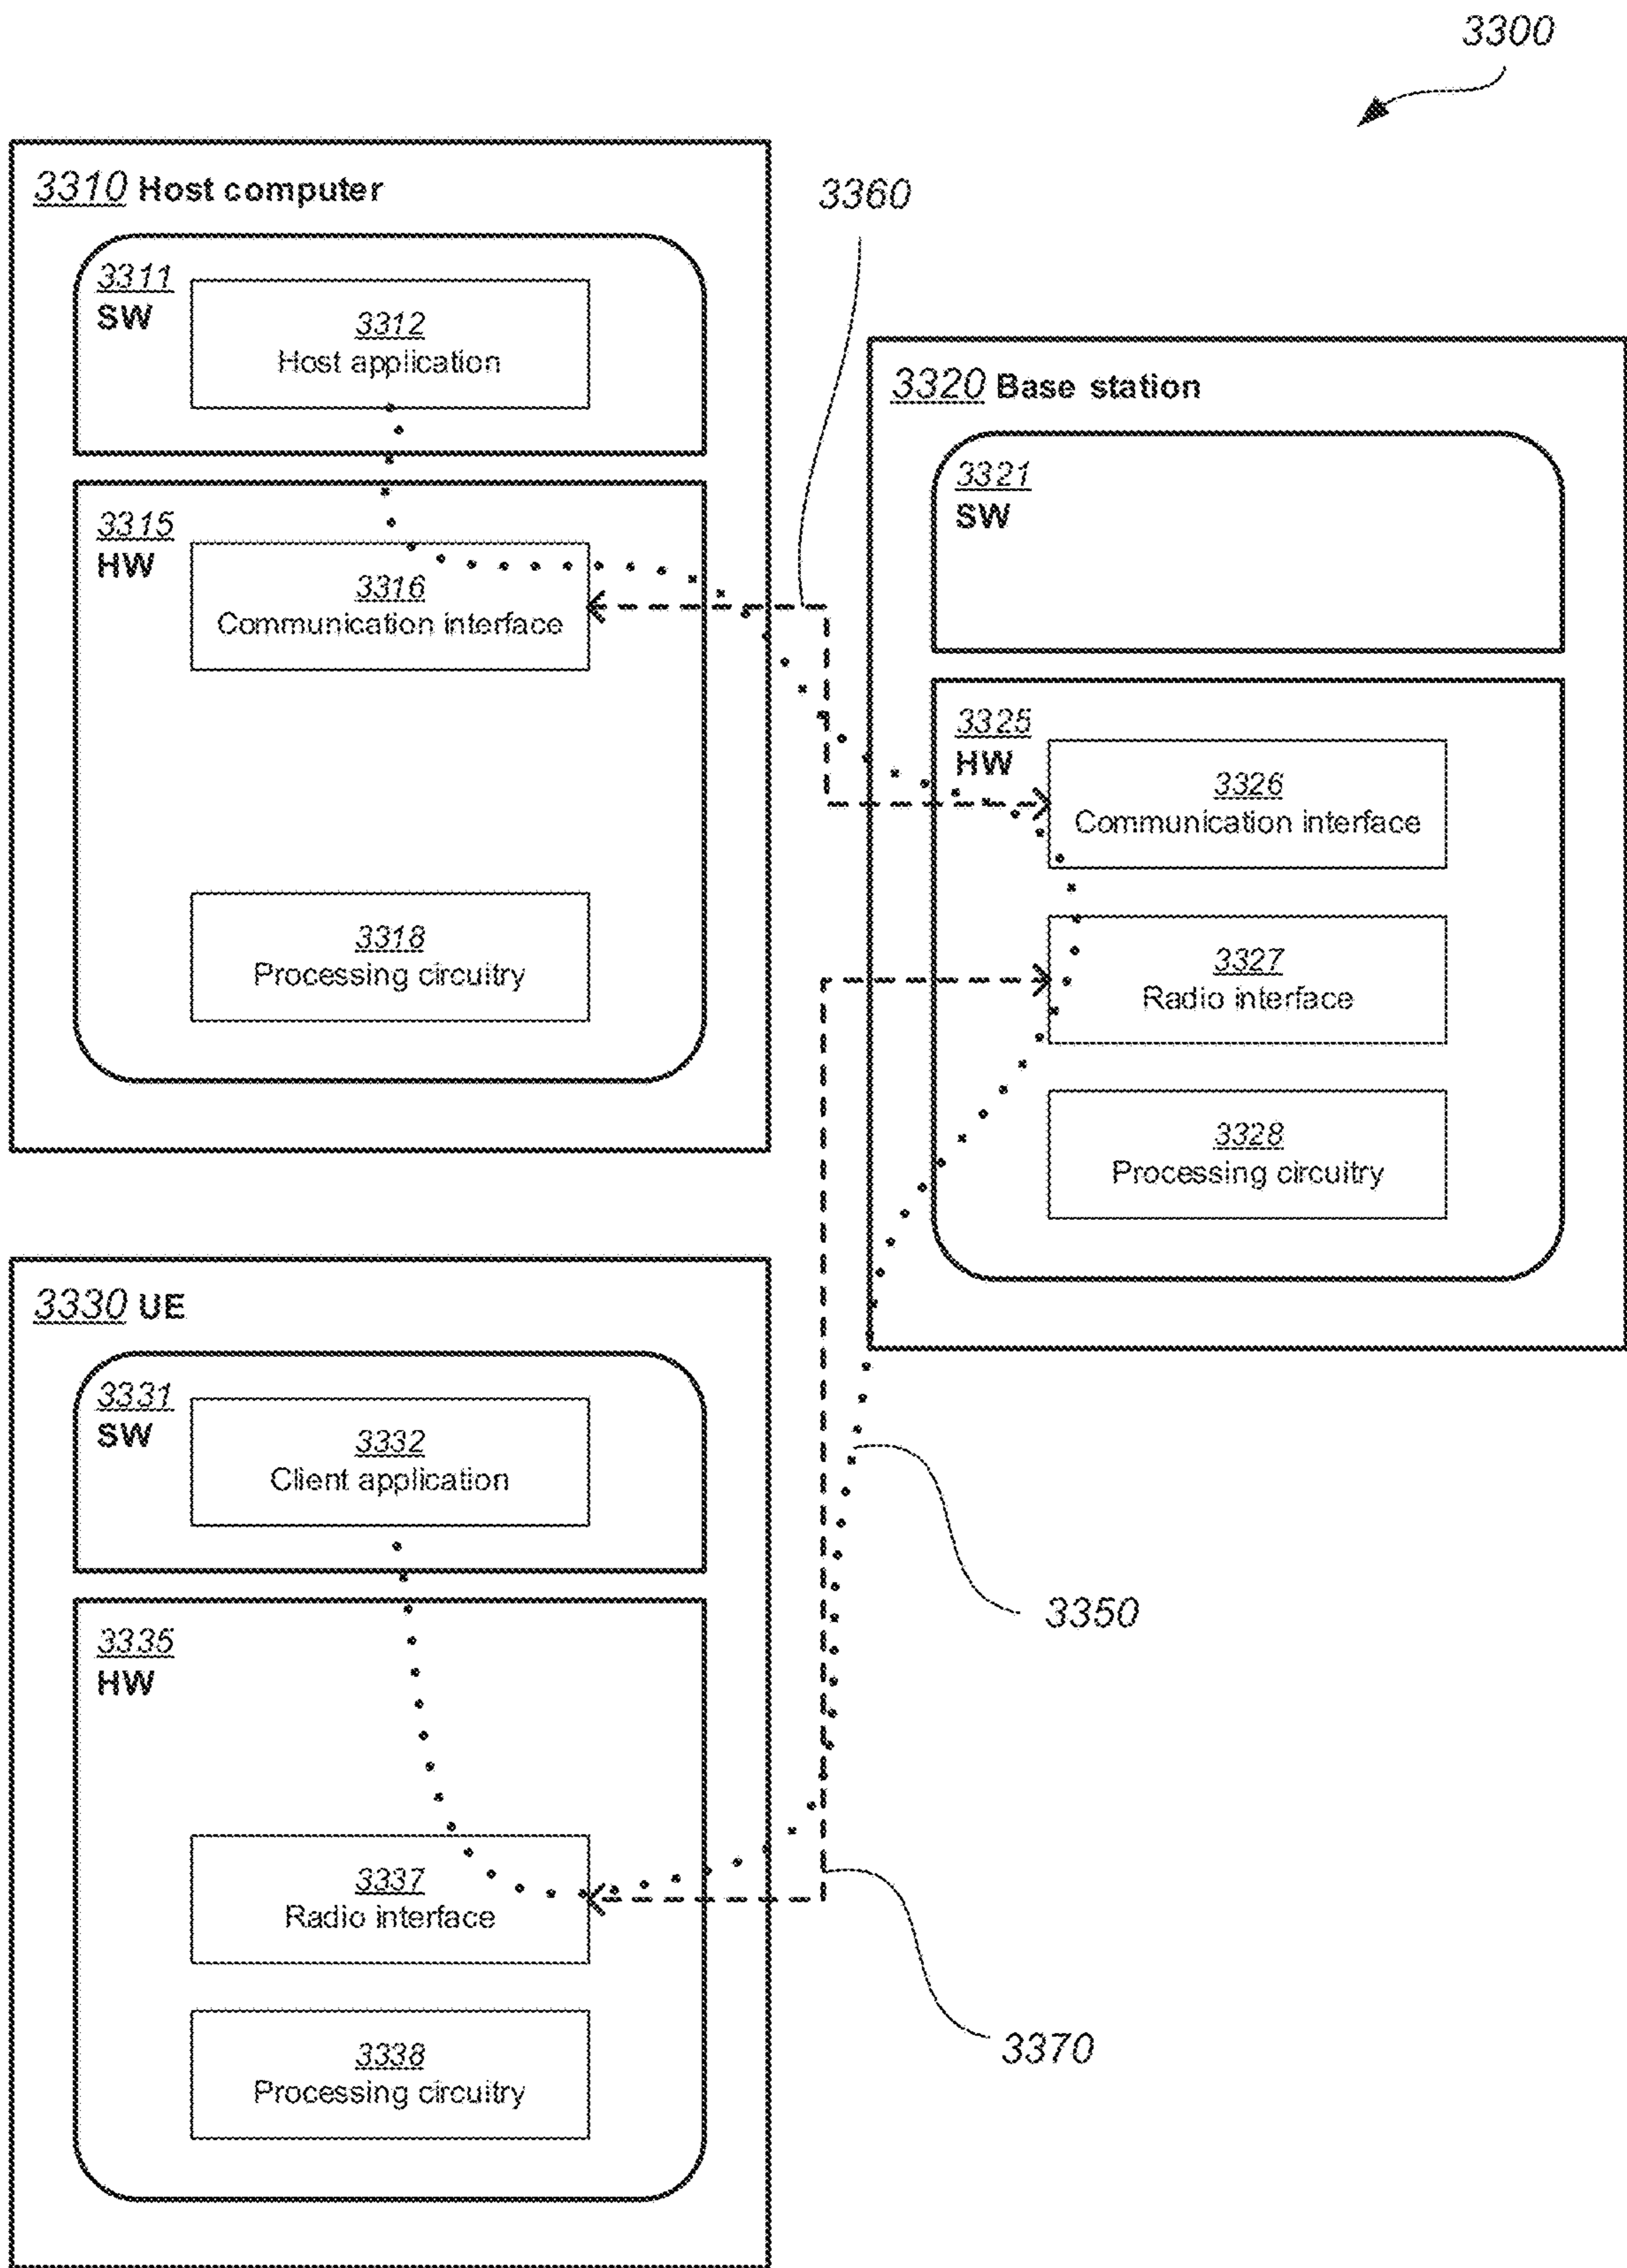 3300
3310 Host computer
3311
SW
3312
Host application
3315
HW
3316
Communication interface
3318
Processing circuitry
3360
3320 Base station
3321
SW
3325
HW
3326
Communication interface
3327
Radio interface
3328
Processing circuitry
3330 UE
3331
SW
3332
Client application
3335
HW
3337
Radio interface
3338
Processing circuitry
3350
3370